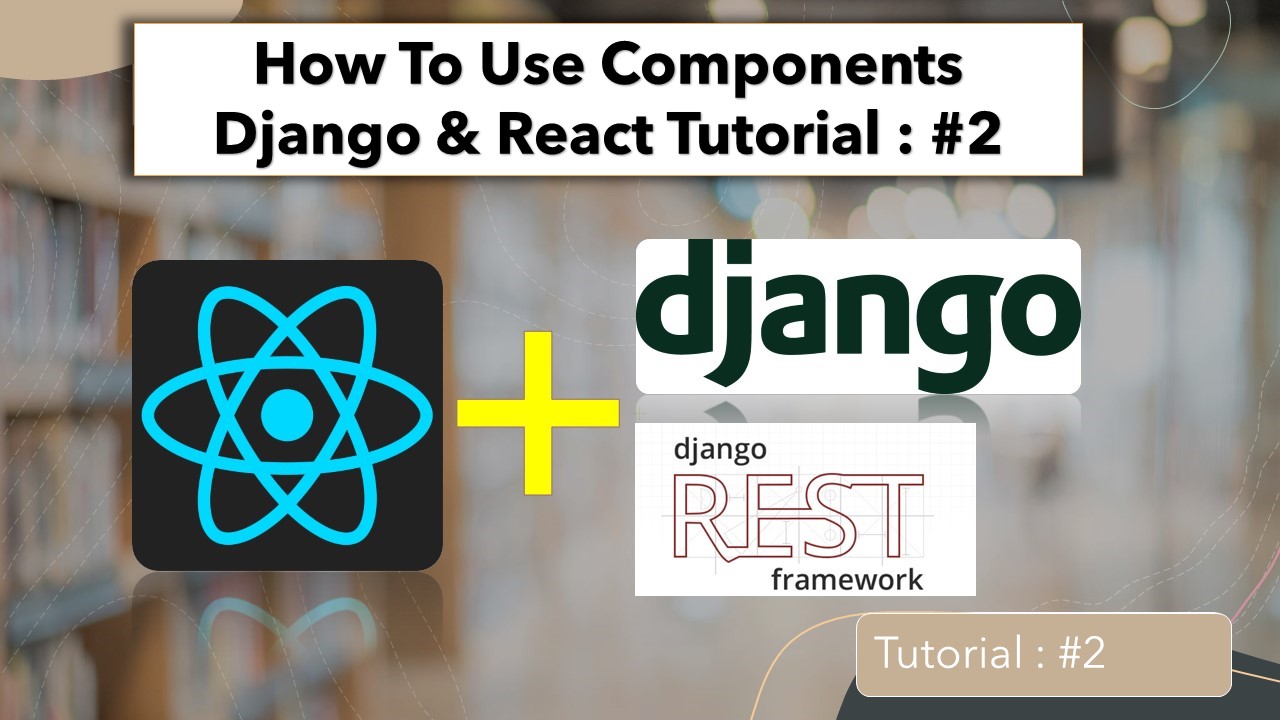 How To Use Components
Django & React Tutorial : #2
django
django
REST
framework
Tutorial : #2